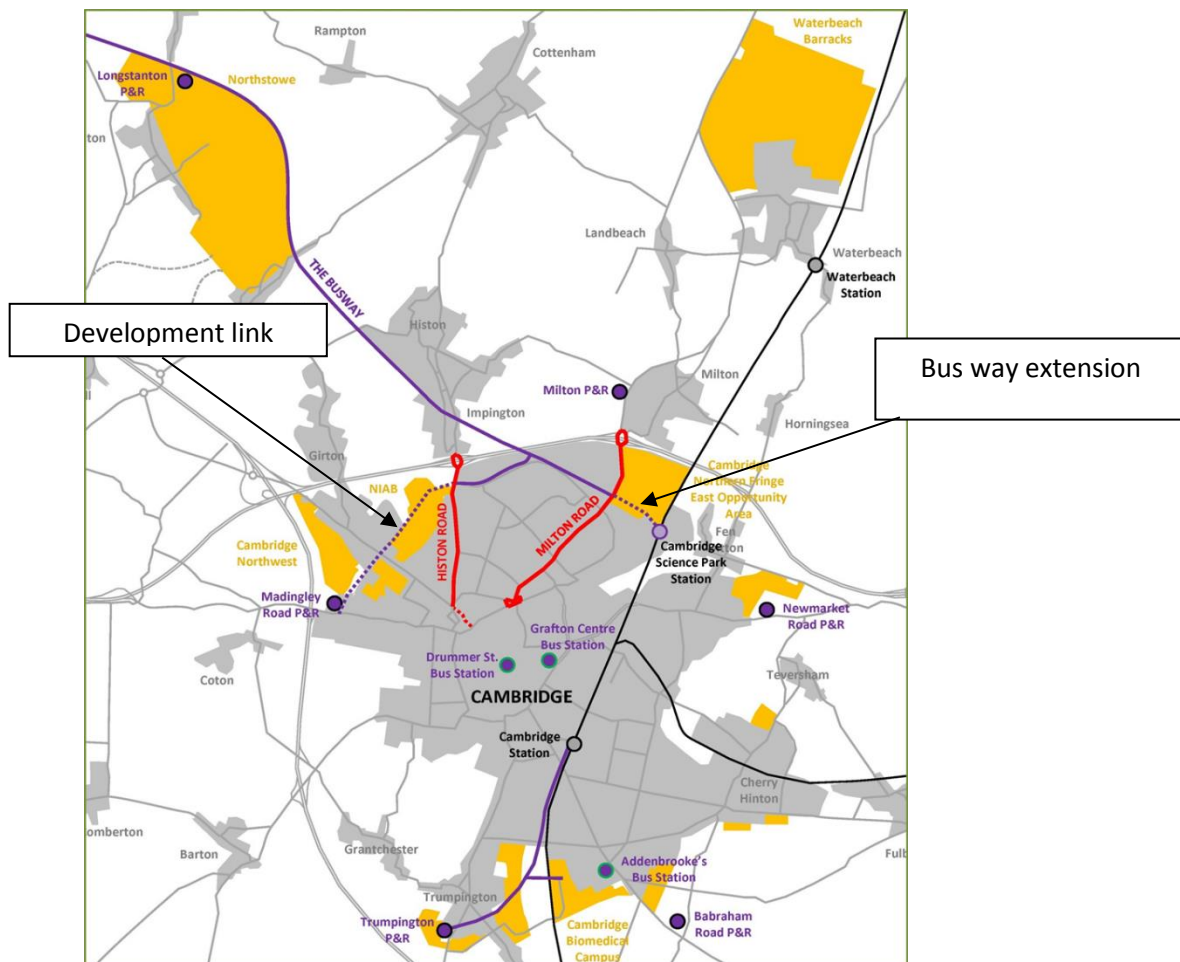 Rampton
Cottenham
Waterbeach
Barracks
Longstanton
P&R
Northstowe
ton
Landbeach
Waterbeach
Waterbeach
Station
THE BUSWAY
Development link
Histon
Bus way extension
Milton P&R
Milton
Impington
Horningsea
Girton
NIAB
Cambridge
Northern Fringe
East Opportunity
Area
HISTON ROAD
MILTON ROAD
Cambridge
Northwest
Fen
Cambridge
Science Park
Station
Madingley
Road P&R
Newmarket
Road P&R
Grafton Centre
Bus Station
Drummer St.
Bus Station
Coton
Teversham
CAMBRIDGE
Cambridge
Station
Cherry
Hinton
omberton
Barton
Grantchester
Fulb
Addenbrooke's
Bus Station
Trumpington
Trumpington
P&R
Cambridge
Biomedical
Campus
Babraham
Road P&R